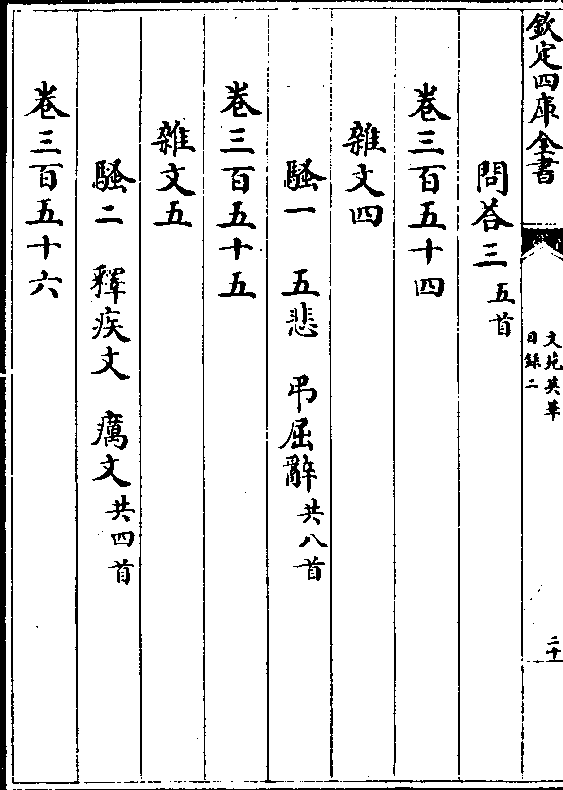 欽定四庫全書
文苑英華
目録二
二十
問荅三 五首
卷三百五十四
雜文四
騷一 五悲 弔屈辭 共八首
卷三百五十五
雜文五
騷二 釋疾文 癘文 共四首
卷三百五十六